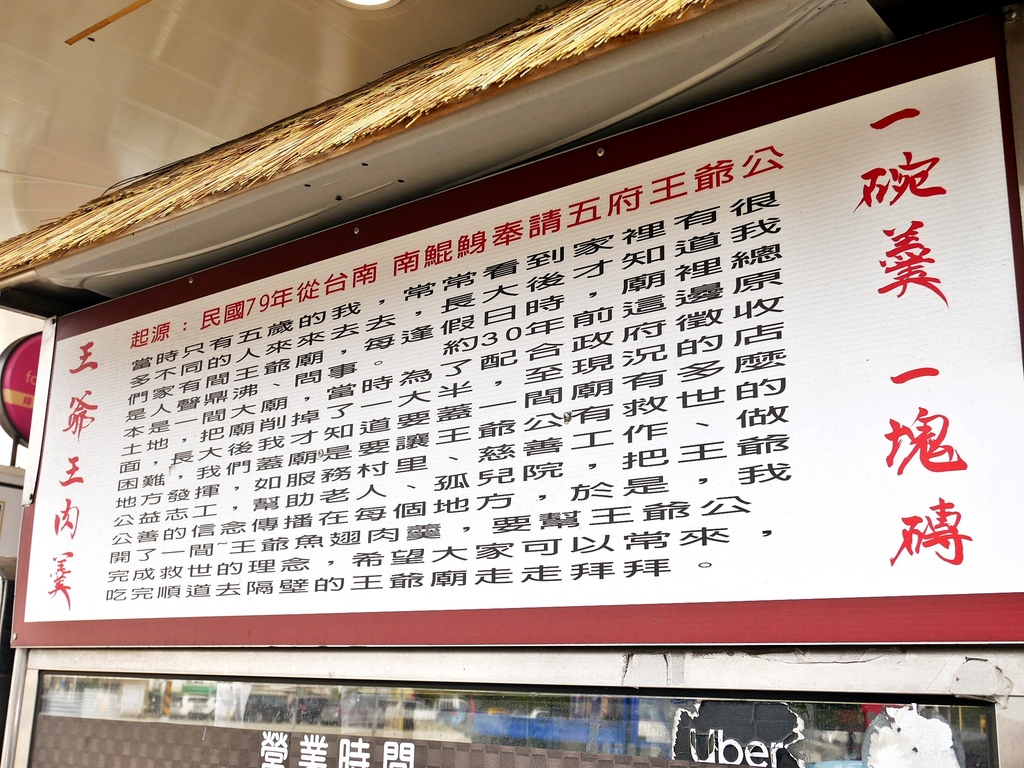 一碗羹 一塊磚
起源：民國79年從台南 南鯤鯓奉請五府王爺公
當時只有五歲的我，常常看到家裡有很
多不同的人來來去去，長大後才知道我
們家有間王爺廟，每達假日時，廟裡總
是人聲鼎沸、問事。約30年前這邊原
本是一間大廟，當時為了配合政府徵收
土地，把廟削掉了一大半，至現況的店
面，長大後我才知道要蓋一間廟有多麼
困難，我們蓋廟是要讓王爺公有救世的
地方發揮，如服務村里、慈善工作、做
公益志工，幫助老人、孤兒院，把王爺
公善的信念傳播在每個地方，於是，我
開了一間"王爺魚翅肉羹，要幫王爺公
完成救世的理念，希望大家可以常來，
吃完順道去隔壁的王爺廟走走拜拜。
王爺王肉羹
營業時間
Uber